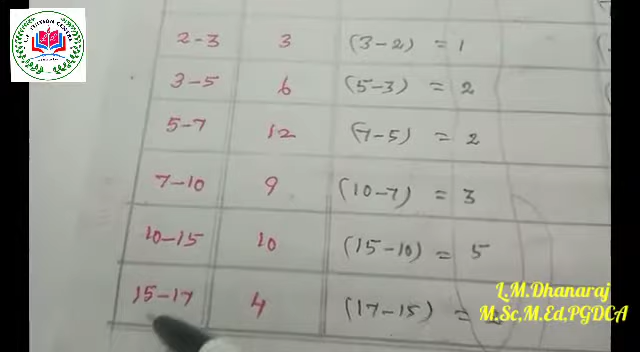 2-3 3 (3-2) = 1
3-5 6 (5-3) = 2
5-7 12 (7-5) = 2
7-10 9 (10-7) = 3
10-15 10 (15-10) = 5
15-17 4 (17-15) = 2
L.M.Dhanaraj
M.Sc,M.Ed,PGDCA